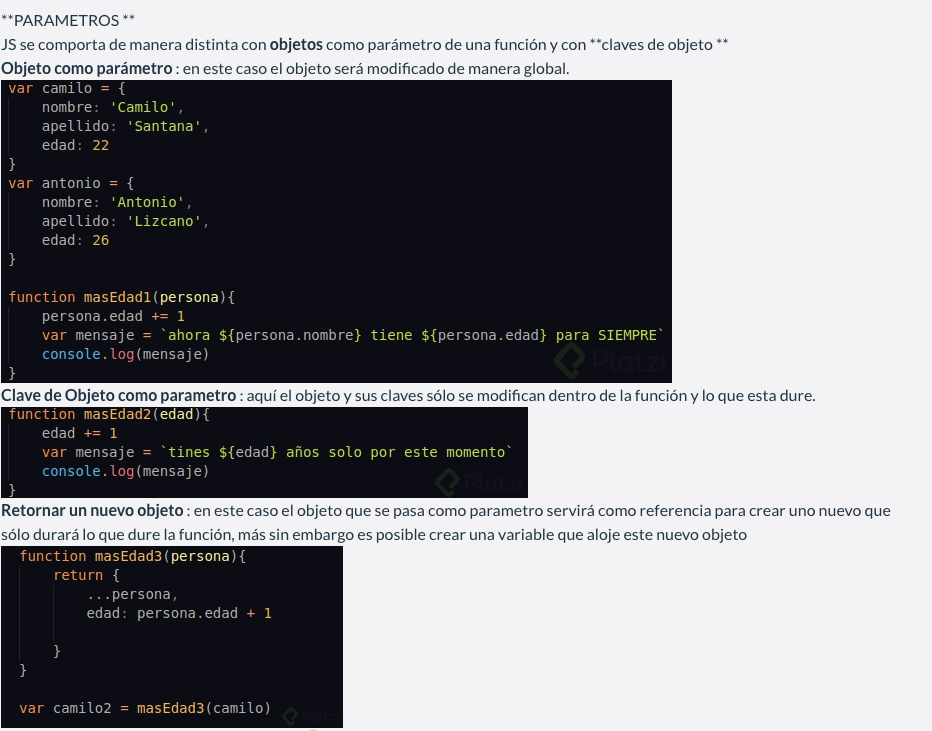 **PARAMETROS **
JS se comporta de manera distinta con objetos como parámetro de una función y con **claves de objeto **
Objeto como parámetro : en este caso el objeto será modificado de manera global.
var camilo = {
    nombre: 'Camilo',
    apellido: 'Santana',
    edad: 22
}
var antonio = {
    nombre: 'Antonio',
    apellido: 'Lizcano',
    edad: 26
}
function masEdad1(persona){
    persona.edad += 1
    var mensaje = `ahora ${persona.nombre} tiene ${persona.edad} para SIEMPRE`
    console.log(mensaje)
Platzi
}
Clave de Objeto como parametro : aquí el objeto y sus claves sólo se modifican dentro de la función y lo que esta dure.
function masEdad2(edad){
    edad += 1
    var mensaje = `tines ${edad} años solo por este momento`
    console.log(mensaje)
Platzi
}
Retornar un nuevo objeto : en este caso el objeto que se pasa como parametro servirá como referencia para crear uno nuevo que
sólo durará lo que dure la función, más sin embargo es posible crear una variable que aloje este nuevo objeto
function masEdad3(persona){
    return {
        ...persona,
        edad: persona.edad + 1
    }
}
var camilo2 = masEdad3(camilo)
Platzi